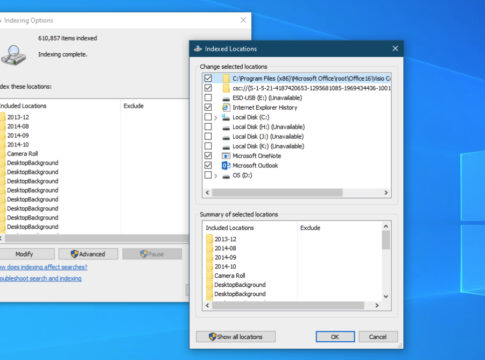 Indexing Options
610,857 items indexed
Indexing complete.
dex these locations:
Included Locations Exclude
2013-12
2014-08
2014-09
2014-10
Camera Roll
DesktopBackground
DesktopBackground
DesktopBackground
DesktopBackground
DesktopBackground
DesktopBackground
DesktopBackground
Modify Advanced Pause
ow does indexing affect searches?
oubleshoot search and indexing
Indexed Locations
Change selected locations
C:\Program Files (x86)\Microsoft Office\root\Office16\Visio Co
csc://{S-1-5-21-4187420653-1295681085-1969434406-1001
ESD-USB (E:) (Unavailable)
Internet Explorer History
Local Disk (C:)
Local Disk (H:) (Unavailable)
Local Disk (J:) (Unavailable)
Local Disk (K:) (Unavailable)
Microsoft OneNote
Microsoft Outlook
OS (D:)
Summary of selected locations
Included Locations Exclude
2013-12
2014-08
2014-09
2014-10
Camera Roll
DesktopBackground
DesktopBackground
Show all locations OK Cancel